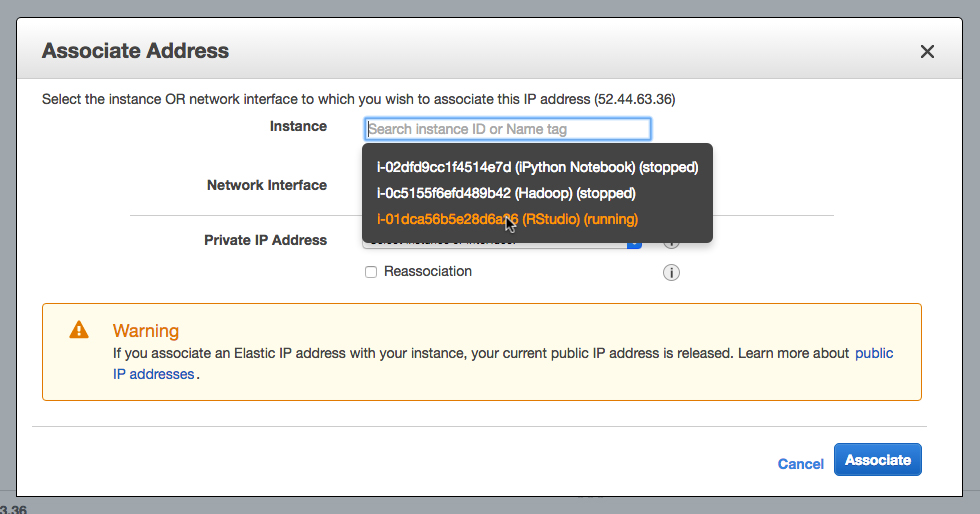 Associate Address
Select the instance OR network interface to which you wish to associate this IP address (52.44.63.36)
Instance
Search instance ID or Name tag
i-02dfd9cc1f4514e7d (iPython Notebook) (stopped)
i-0c5155f6efd489b42 (Hadoop) (stopped)
Network Interface
(RStudio) (running)
Private IP Address
Reassociation
Warning
If you associate an Elastic IP address with your instance, your current public IP address is released. Learn more about public
IP addresses.
Cancel
Associate
3.36